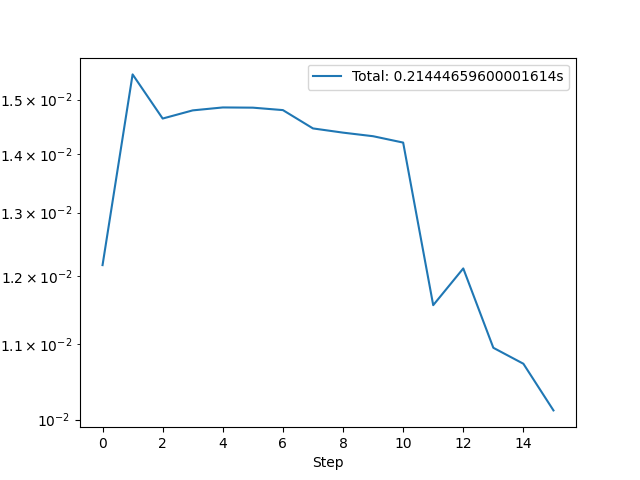 Total: 0.21444659600001614s
1.5 × 10⁻²
1.4 × 10⁻²
1.3 × 10⁻²
1.2 × 10⁻²
1.1 × 10⁻²
10⁻²
0 2 4 6 8 10 12 14
Step